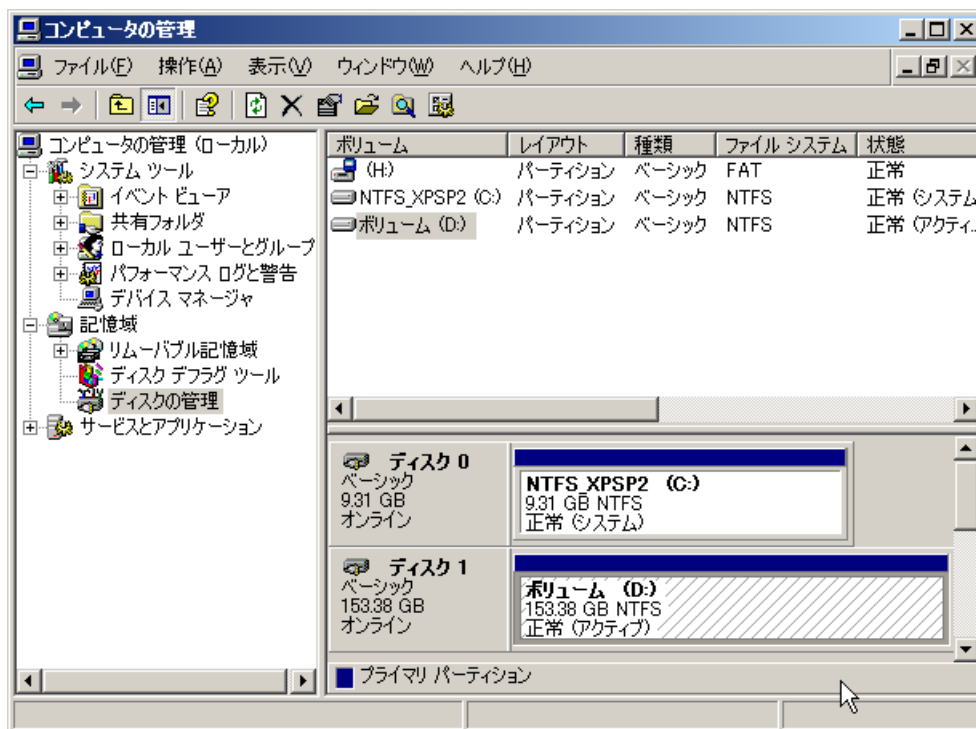 コンピュータの管理
ファイル(F) 操作(A) 表示(V) ウィンドウ(W) ヘルプ(H)
コンピュータの管理 (ローカル)
システム ツール
イベント ビューア
共有フォルダ
ローカル ユーザーとグループ
パフォーマンス ログと警告
デバイス マネージャ
記憶域
リムーバブル記憶域
ディスク デフラグ ツール
ディスクの管理
サービスとアプリケーション
ボリューム レイアウト 種類 ファイル システム 状態
(H:) パーティション ベーシック FAT 正常
NTFS_XPSP2 (C:) パーティション ベーシック NTFS 正常 (システム
ボリューム (D:) パーティション ベーシック NTFS 正常 (アクティ...
ディスク 0
ベーシック
9.31 GB
オンライン
NTFS_XPSP2 (C:)
9.31 GB NTFS
正常 (システム)
ディスク 1
ベーシック
153.38 GB
オンライン
ボリューム (D:)
153.38 GB NTFS
正常 (アクティブ)
プライマリ パーティション